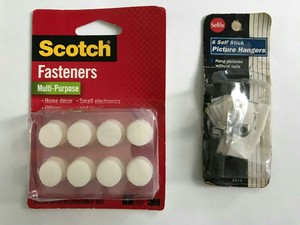 Scotch
Fasteners
Multi-Purpose
• Home décor • Small electronics
Selfix
6 Self Stick
Picture Hangers
• Hang pictures
without nails